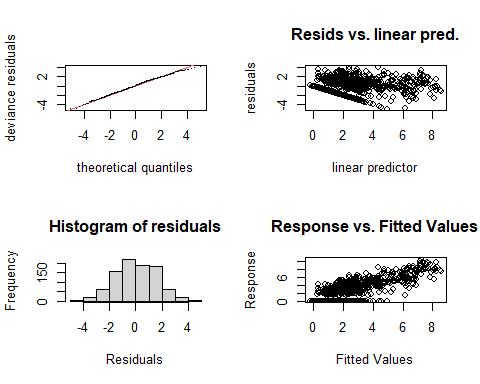 deviance residuals
2
-4
-4 -2 0 2 4
theoretical quantiles
Resids vs. linear pred.
residuals
2
-4
0 2 4 6 8
linear predictor
Histogram of residuals
Frequency
150
0
-4 -2 0 2 4
Residuals
Response vs. Fitted Values
Response
6
0
0 2 4 6 8
Fitted Values